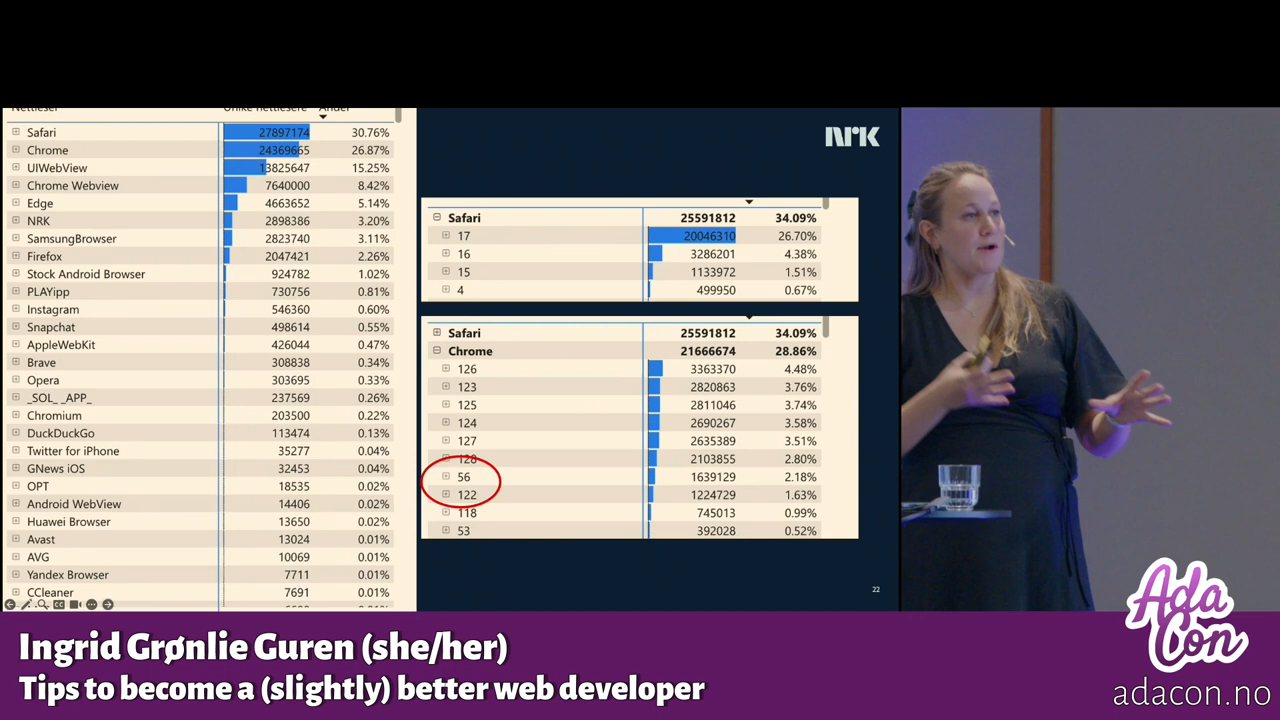 Nettleser Unike nettlesere Andel
Safari 27897174 30.76%
Chrome 24369665 26.87%
UIWebView 13825647 15.25%
Chrome Webview 7640000 8.42%
Edge 4663652 5.14%
NRK 2898386 3.20%
SamsungBrowser 2823740 3.11%
Firefox 2047421 2.26%
Stock Android Browser 924782 1.02%
PLAYipp 730756 0.81%
Instagram 546360 0.60%
Snapchat 498614 0.55%
AppleWebKit 426044 0.47%
Brave 308838 0.34%
Opera 303695 0.33%
_SOL_ _APP_ 237569 0.26%
Chromium 203500 0.22%
DuckDuckGo 113474 0.13%
Twitter for iPhone 35277 0.04%
GNews iOS 32453 0.04%
OPT 18535 0.02%
Android WebView 14406 0.02%
Huawei Browser 13650 0.02%
Avast 13024 0.01%
AVG 10069 0.01%
Yandex Browser 7711 0.01%
CCleaner 7691 0.01%
NRK
Safari 25591812 34.09%
17 20046310 26.70%
16 3286201 4.38%
15 1133972 1.51%
4 499950 0.67%
Safari 25591812 34.09%
Chrome 21666674 28.86%
126 3363370 4.48%
123 2820863 3.76%
125 2811046 3.74%
124 2690267 3.58%
127 2635389 3.51%
128 2103855 2.80%
56 1639129 2.18%
122 1224729 1.63%
118 745013 0.99%
53 392028 0.52%
22
Ingrid Grønlie Guren (she/her)
Tips to become a (slightly) better web developer
Ada
Con
adacon.no